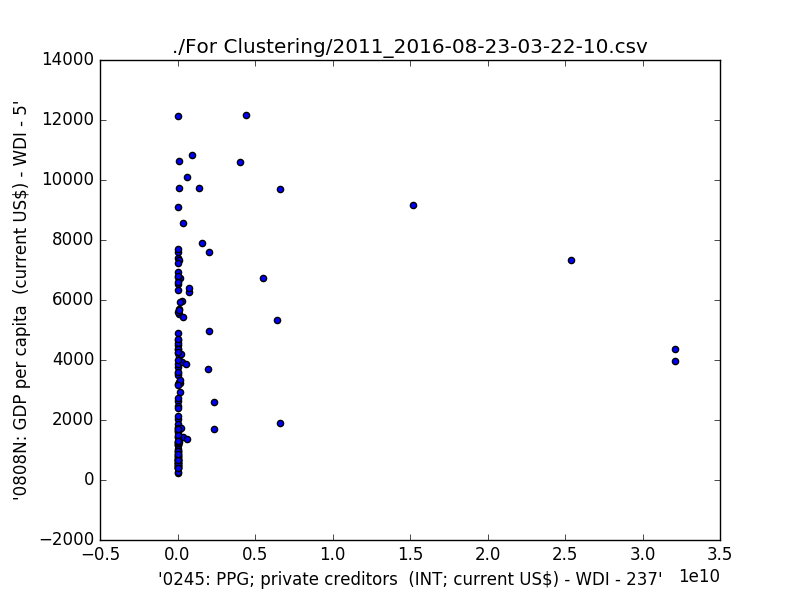 ./For Clustering/2011_2016-08-23-03-22-10.csv
14000
12000
10000
8000
6000
4000
2000
0
−2000
'0808N: GDP per capita  (current US$) - WDI - 5'
−0.5 0.0 0.5 1.0 1.5 2.0 2.5 3.0 3.5
1e10
'0245: PPG; private creditors  (INT; current US$) - WDI - 237'